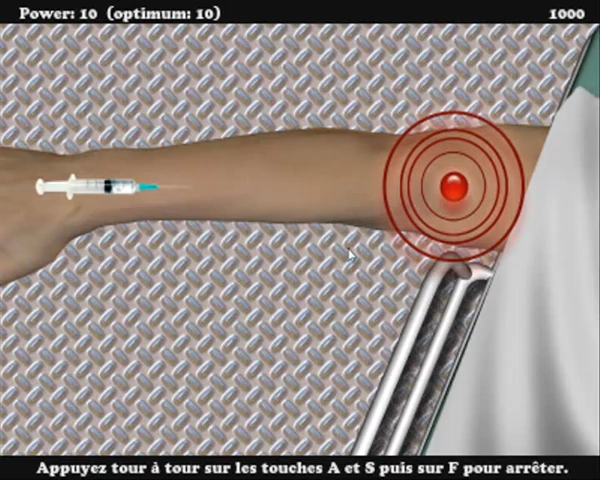 Power: 10 (optimum: 10)
1000
Appuyez tour à tour sur les touches A et S puis sur F pour arrêter.